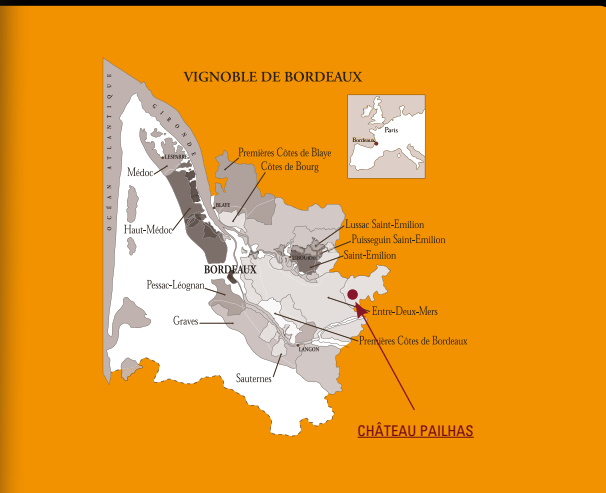 VIGNOBLE DE BORDEAUX
OCÉAN ATLANTIQUE
GIRONDE
Paris
Bordeaux
LESPARRE
Médoc
Premières Côtes de Blaye
Côtes de Bourg
BLAYE
Haut-Médoc
Lussac Saint-Emilion
Puisseguin Saint-Emilion
Saint-Emilion
LIBOURNE
BORDEAUX
Pessac-Léognan
Entre-Deux-Mers
Graves
Premières Côtes de Bordeaux
LANGON
Sauternes
CHÂTEAU PAILHAS